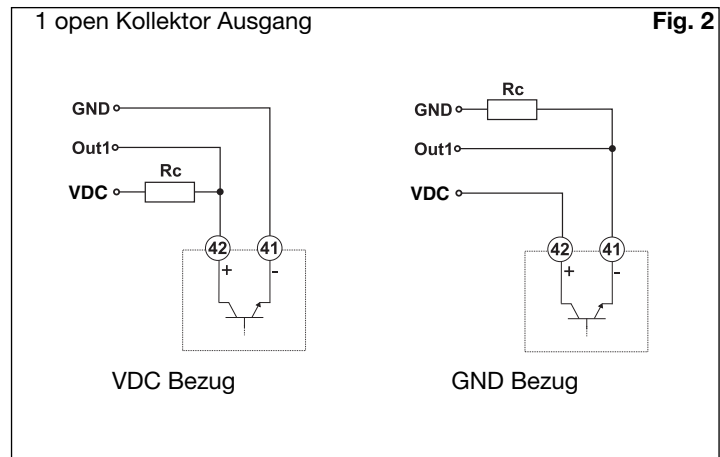 1 open Kollektor Ausgang Fig. 2
GND
Out1
Rc
VDC
42 41
+ -
VDC Bezug
Rc
GND
Out1
VDC
42 41
+ -
GND Bezug